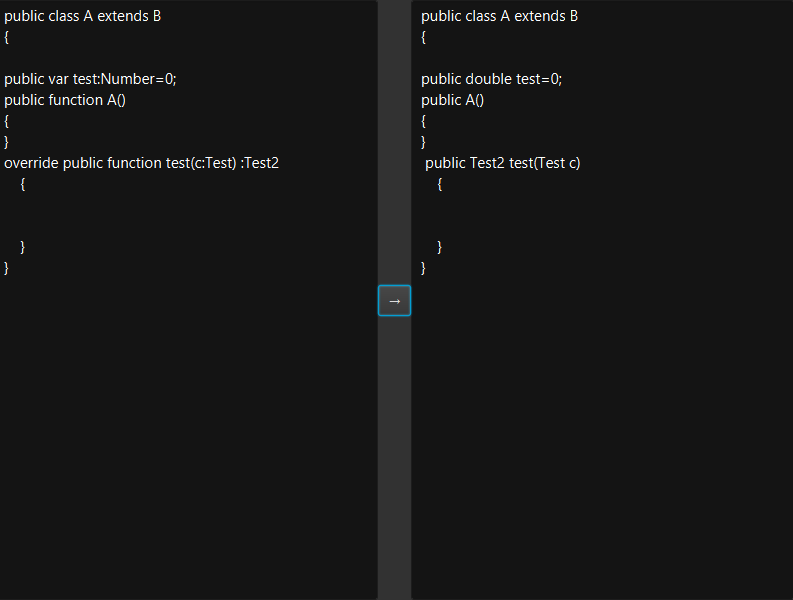 public class A extends B
{
public var test:Number=0;
public function A()
{
}
override public function test(c:Test) :Test2
{
}
}
→
public class A extends B
{
public double test=0;
public A()
{
}
public Test2 test(Test c)
{
}
}